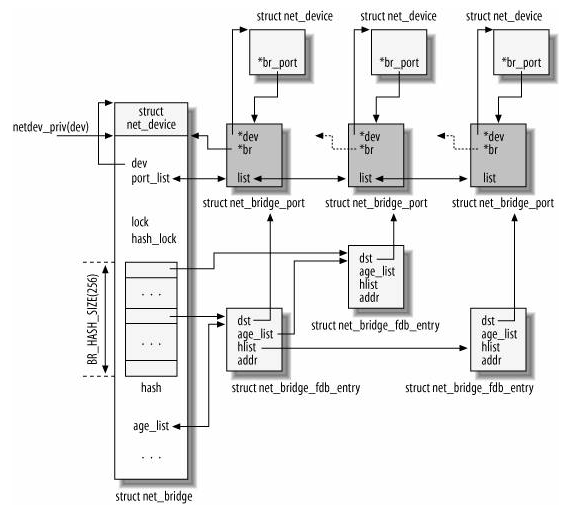 struct net_device
struct net_device
struct net_device
*br_port
*br_port
*br_port
struct
net_device
netdev_priv(dev)
*dev
*br
list
*dev
*br
list
*dev
*br
list
dev
port_list
struct net_bridge_port
struct net_bridge_port
struct net_bridge_port
lock
hash_lock
BR_HASH_SIZE(256)
. . .
. . .
hash
dst
age_list
hlist
addr
struct net_bridge_fdb_entry
dst
age_list
hlist
addr
struct net_bridge_fdb_entry
dst
age_list
hlist
addr
struct net_bridge_fdb_entry
age_list
. . .
struct net_bridge